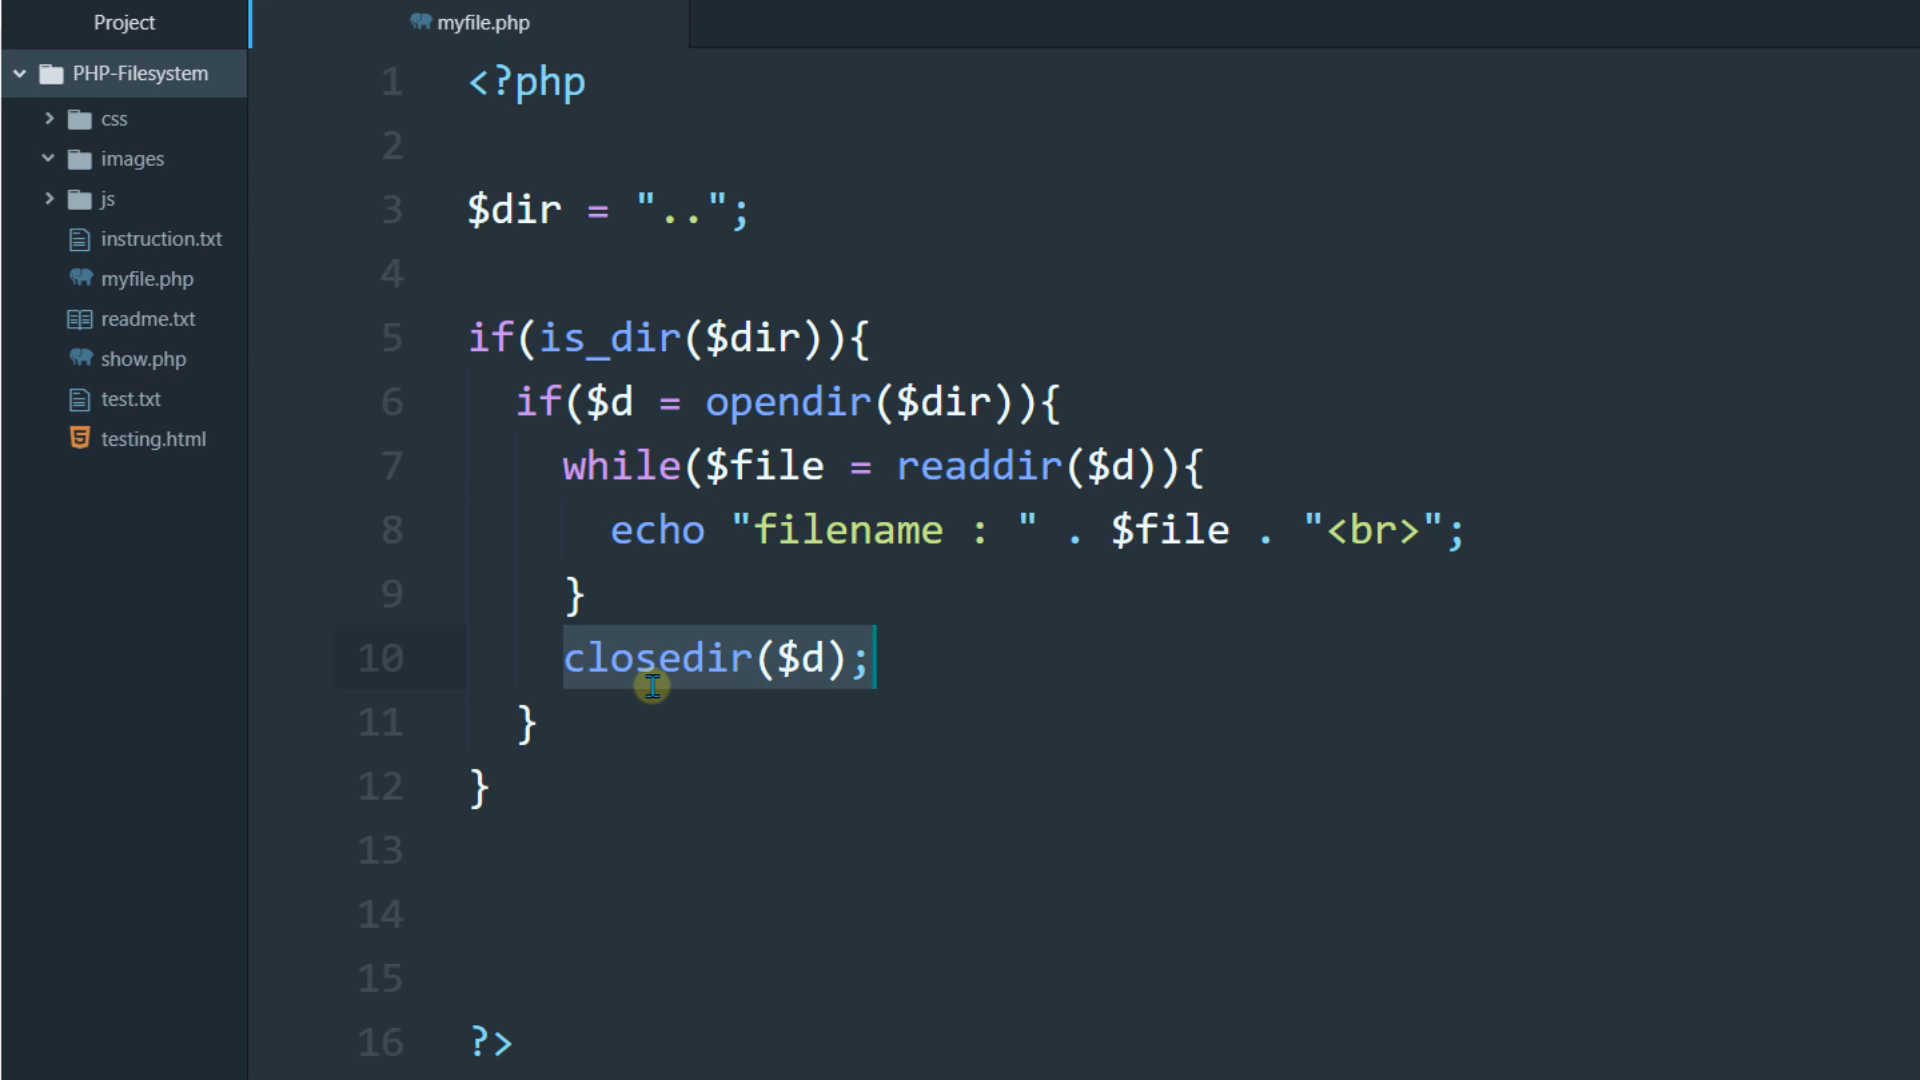 Project
PHP-Filesystem
css
images
js
instruction.txt
myfile.php
readme.txt
show.php
test.txt
testing.html
myfile.php
1 <?php
2
3 $dir = "..";
4
5 if(is_dir($dir)){
6 if($d = opendir($dir)){
7 while($file = readdir($d)){
8 echo "filename : " . $file . "<br>";
9 }
10 closedir($d);
11 }
12 }
13
14
15
16 ?>